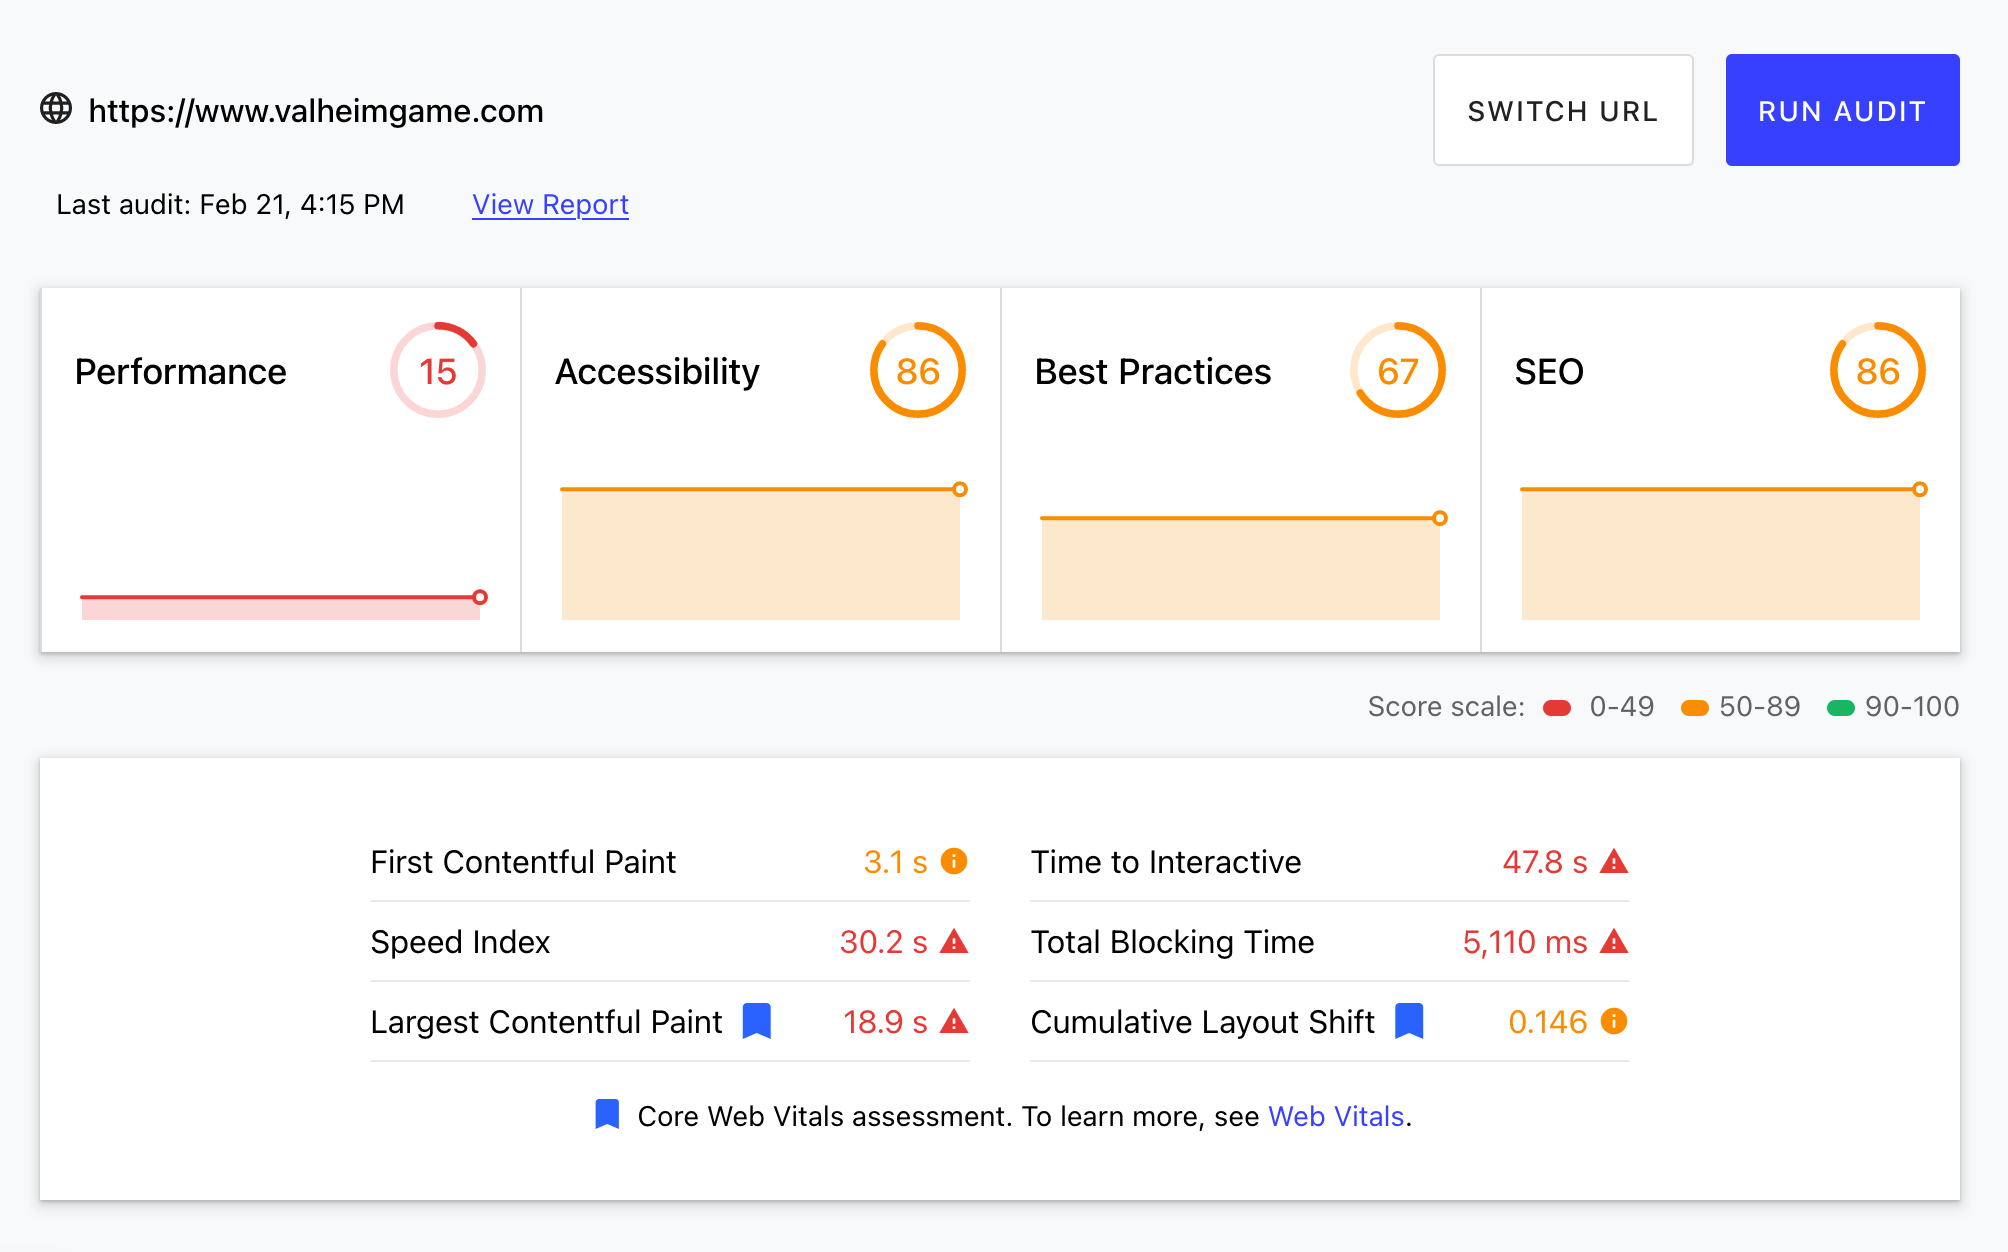 https://www.valheimgame.com
SWITCH URL
RUN AUDIT
Last audit: Feb 21, 4:15 PM
View Report
Performance
15
Accessibility
86
Best Practices
67
SEO
86
Score scale: 0-49 50-89 90-100
First Contentful Paint 3.1 s
Time to Interactive 47.8 s
Speed Index 30.2 s
Total Blocking Time 5,110 ms
Largest Contentful Paint 18.9 s
Cumulative Layout Shift 0.146
Core Web Vitals assessment. To learn more, see Web Vitals.